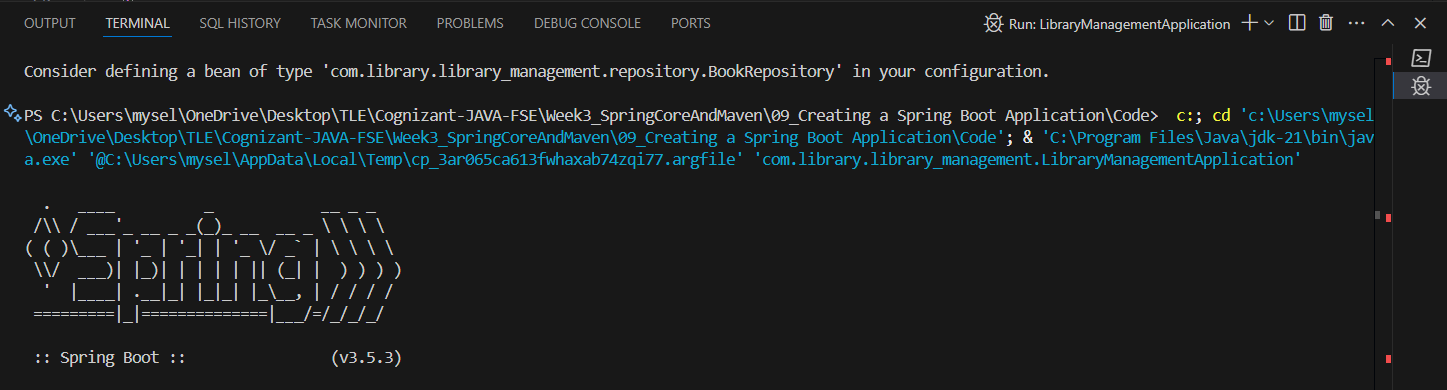 OUTPUT TERMINAL SQL HISTORY TASK MONITOR PROBLEMS DEBUG CONSOLE PORTS Run: LibraryManagementApplication
Consider defining a bean of type 'com.library.library_management.repository.BookRepository' in your configuration.
PS C:\Users\mysel\OneDrive\Desktop\TLE\Cognizant-JAVA-FSE\Week3_SpringCoreAndMaven\09_Creating a Spring Boot Application\Code> c:; cd 'c:\Users\mysel
\OneDrive\Desktop\TLE\Cognizant-JAVA-FSE\Week3_SpringCoreAndMaven\09_Creating a Spring Boot Application\Code'; & 'C:\Program Files\Java\jdk-21\bin\jav
a.exe' '@C:\Users\mysel\AppData\Local\Temp\cp_3ar065ca613fwhaxab74zqi77.argfile' 'com.library.library_management.LibraryManagementApplication'
  .   ____          _            __ _ _
 /\\ / ___'_ __ _ _(_)_ __  __ _ \ \ \ \
( ( )\___ | '_ | '_| | '_ \/ _` | \ \ \ \
 \\/  ___)| |_)| | | | | || (_| |  ) ) ) )
  '  |____| .__|_| |_|_| |_\__, | / / / /
 =========|_|==============|___/=/_/_/_/
:: Spring Boot :: (v3.5.3)